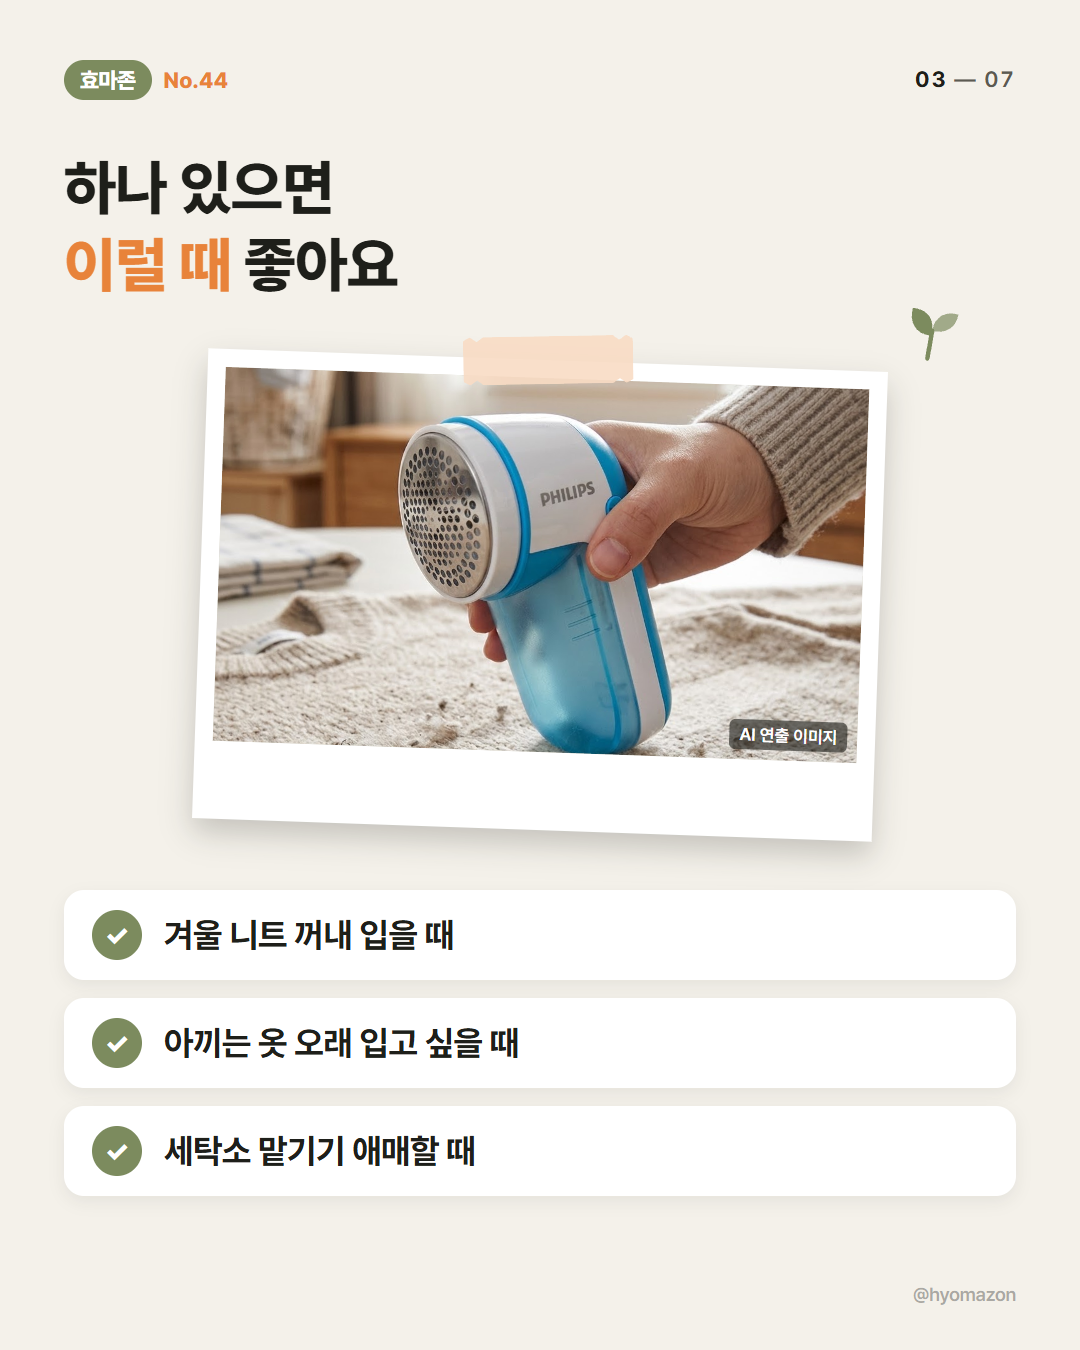 효마존 No.44
03 — 07
하나 있으면
이럴 때 좋아요
PHILIPS
AI 연출 이미지
겨울 니트 꺼내 입을 때
아끼는 옷 오래 입고 싶을 때
세탁소 맡기기 애매할 때
@hyomazon